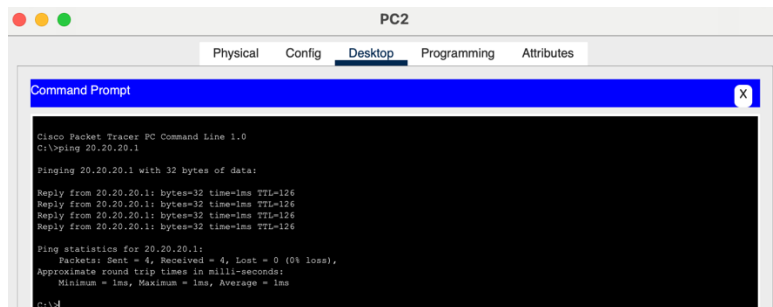 PC2
Physical Config Desktop Programming Attributes
Command Prompt
X
Cisco Packet Tracer PC Command Line 1.0
C:\>ping 20.20.20.1
Pinging 20.20.20.1 with 32 bytes of data:
Reply from 20.20.20.1: bytes=32 time=1ms TTL=126
Reply from 20.20.20.1: bytes=32 time=1ms TTL=126
Reply from 20.20.20.1: bytes=32 time=1ms TTL=126
Reply from 20.20.20.1: bytes=32 time=1ms TTL=126
Ping statistics for 20.20.20.1:
Packets: Sent = 4, Received = 4, Lost = 0 (0% loss),
Approximate round trip times in milli-seconds:
Minimum = 1ms, Maximum = 1ms, Average = 1ms
C:\>